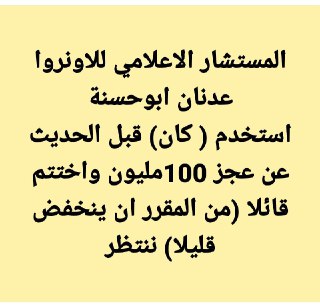 المستشار الاعلامي للاونروا
عدنان ابوحسنة
استخدم ( كان) قبل الحديث
عن عجز 100مليون واختتم
قائلا (من المقرر ان ينخفض
قليلا) ننتظر